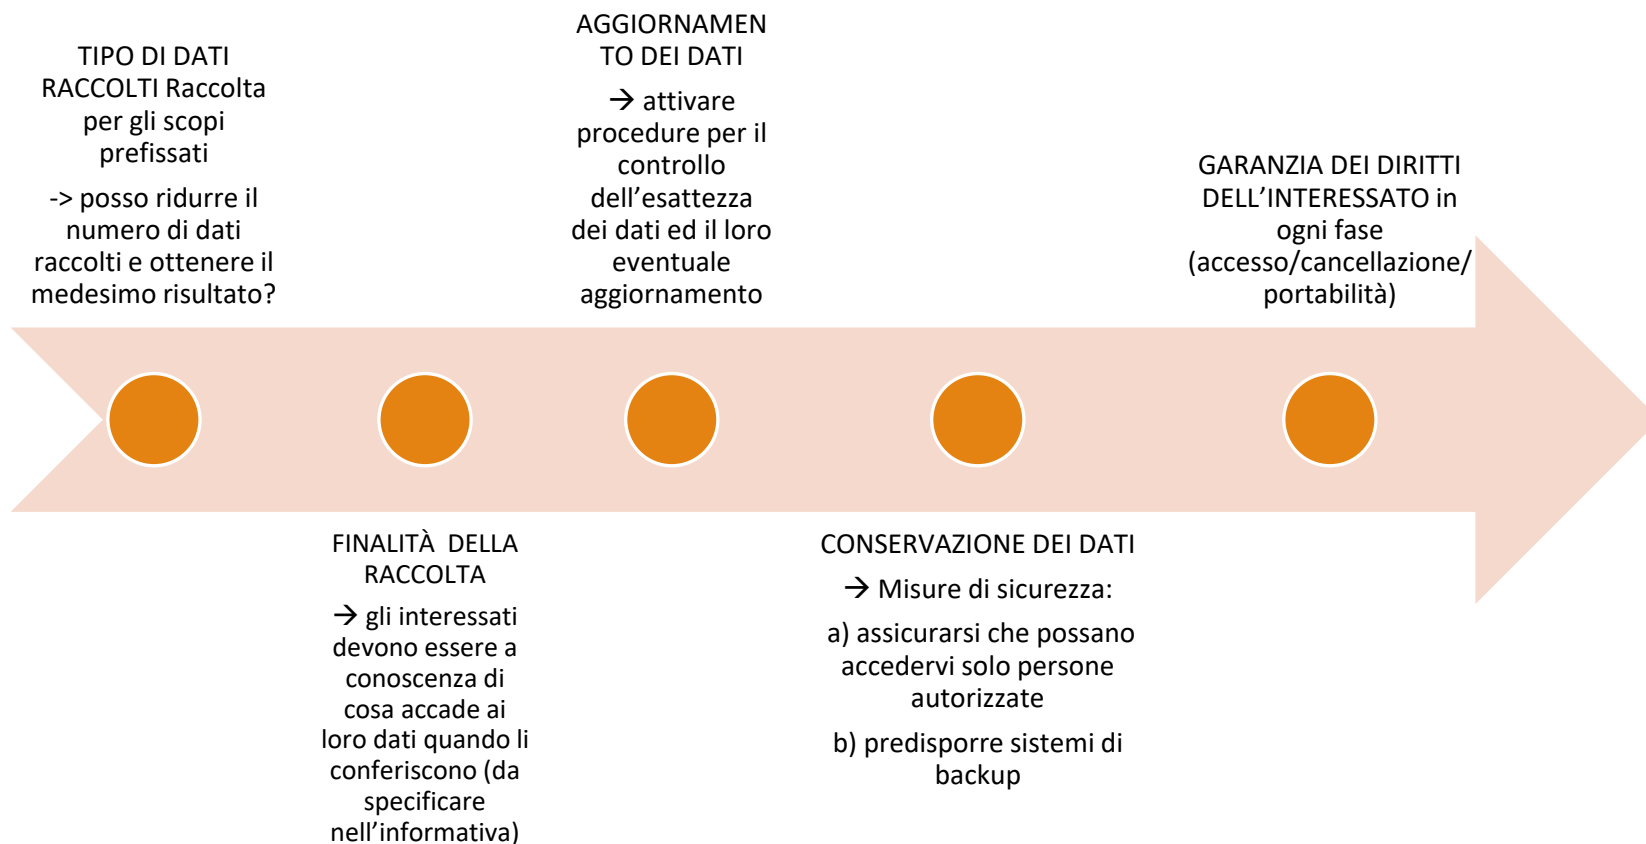 TIPO DI DATI
RACCOLTI Raccolta
per gli scopi
prefissati
-> posso ridurre il
numero di dati
raccolti e ottenere il
medesimo risultato?
FINALITÀ  DELLA
RACCOLTA
→ gli interessati
devono essere a
conoscenza di
cosa accade ai
loro dati quando li
conferiscono (da
specificare
nell’informativa)
AGGIORNAMEN
TO DEI DATI
→ attivare
procedure per il
controllo
dell’esattezza
dei dati ed il loro
eventuale
aggiornamento
CONSERVAZIONE DEI DATI
→ Misure di sicurezza:
a) assicurarsi che possano
accedervi solo persone
autorizzate
b) predisporre sistemi di
backup
GARANZIA DEI DIRITTI
DELL’INTERESSATO in
ogni fase
(accesso/cancellazione/
portabilità)